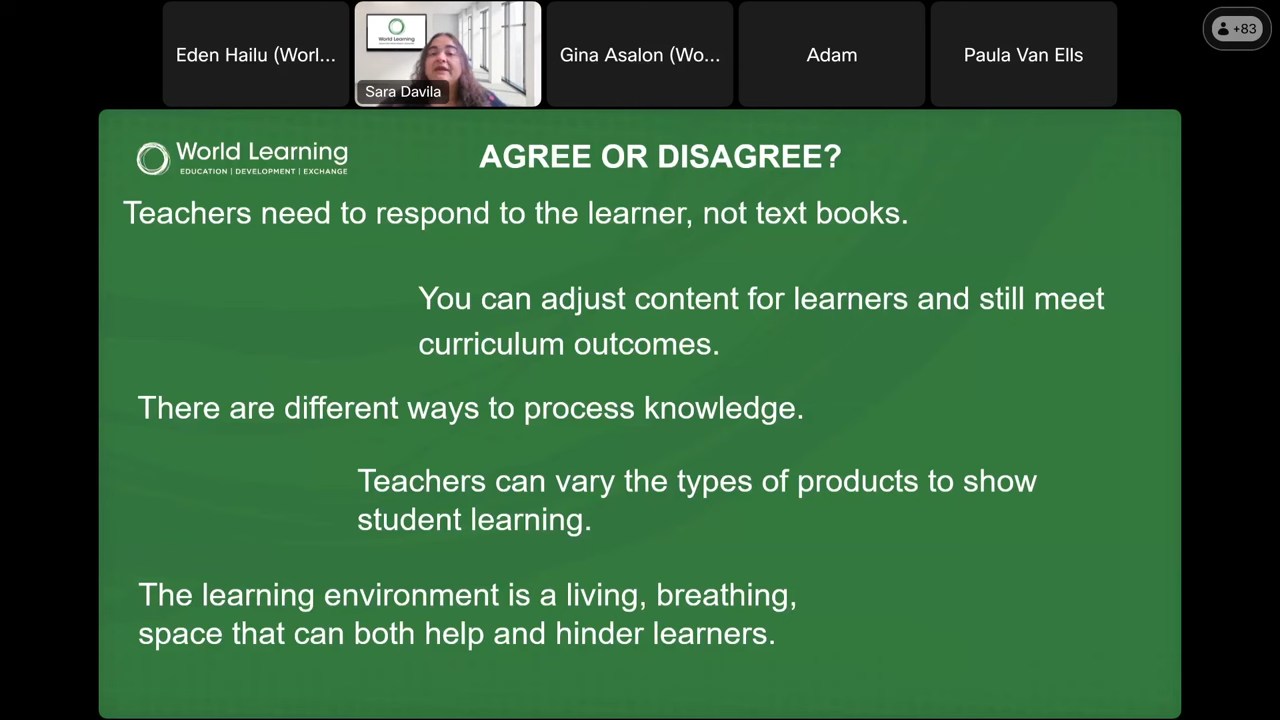 Eden Hailu (Worl...
World Learning
Sara Davila
Gina Asalon (Wo...
Adam
Paula Van Ells
+83
World Learning
EDUCATION | DEVELOPMENT | EXCHANGE
AGREE OR DISAGREE?
Teachers need to respond to the learner, not text books.
You can adjust content for learners and still meet
curriculum outcomes.
There are different ways to process knowledge.
Teachers can vary the types of products to show
student learning.
The learning environment is a living, breathing,
space that can both help and hinder learners.